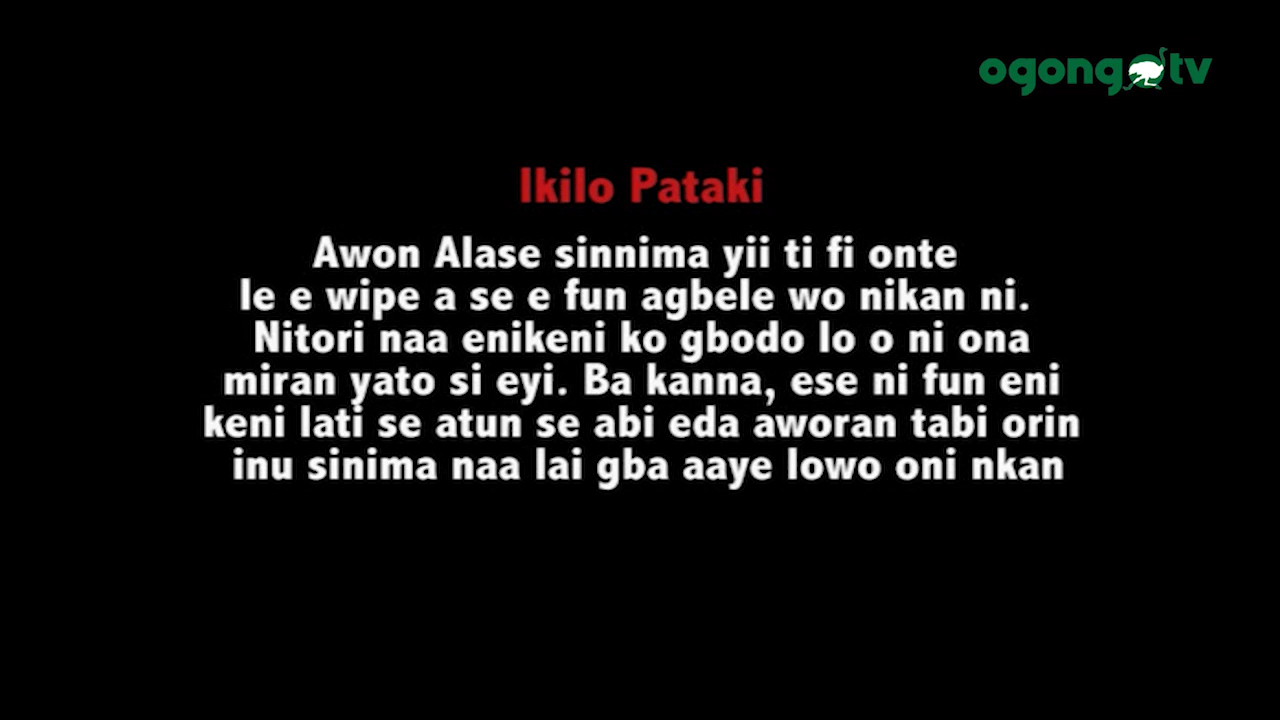 ogongotv
Ikilo Pataki
Awon Alase sinnima yii ti fi onte
le e wipe a se e fun agbele wo nikan ni.
Nitori naa enikeni ko gbodo lo o ni ona
miran yato si eyi. Ba kanna, ese ni fun eni
keni lati se atun se abi eda aworan tabi orin
inu sinima naa lai gba aaye lowo oni nkan